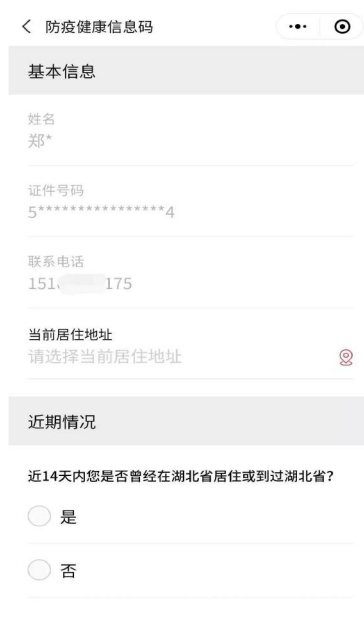 防疫健康信息码
基本信息
姓名
郑*
证件号码
5****************4
联系电话
151 175
当前居住地址
请选择当前居住地址
近期情况
近14天内您是否曾经在湖北省居住或到过湖北省？
是
否